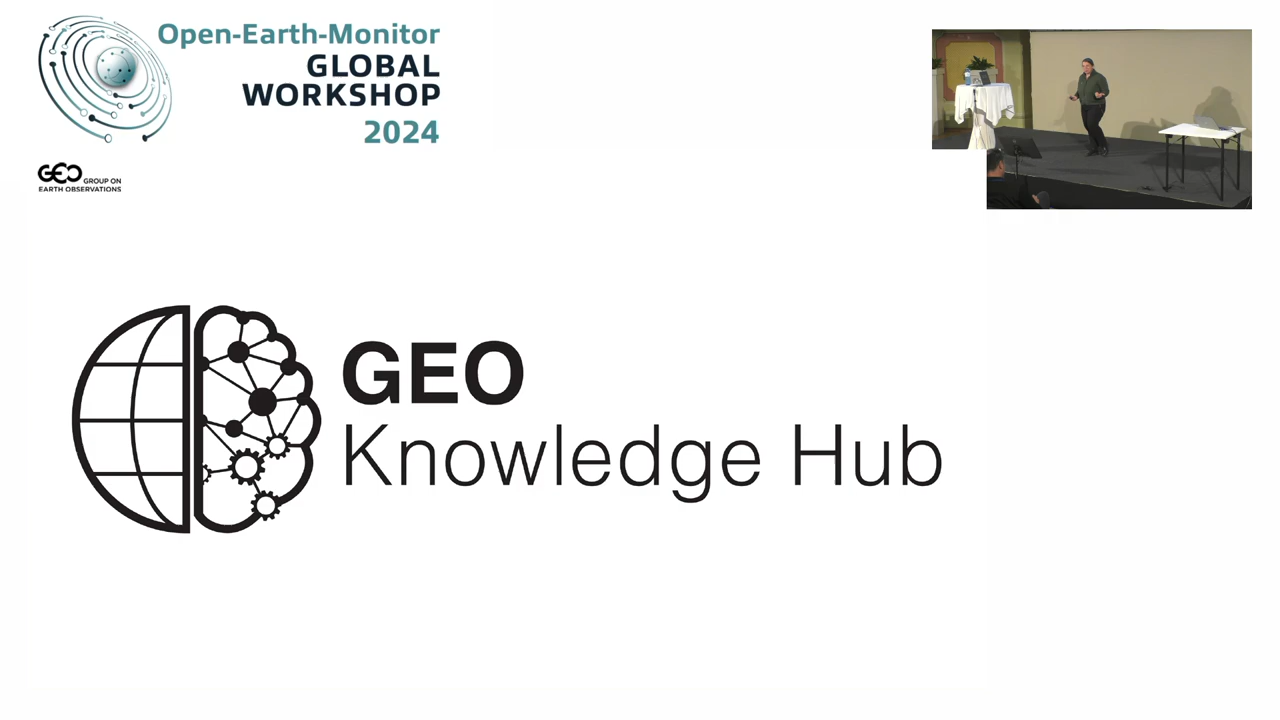 Open-Earth-Monitor
GLOBAL
WORKSHOP
2024
GEO GROUP ON
EARTH OBSERVATIONS
GEO
Knowledge Hub